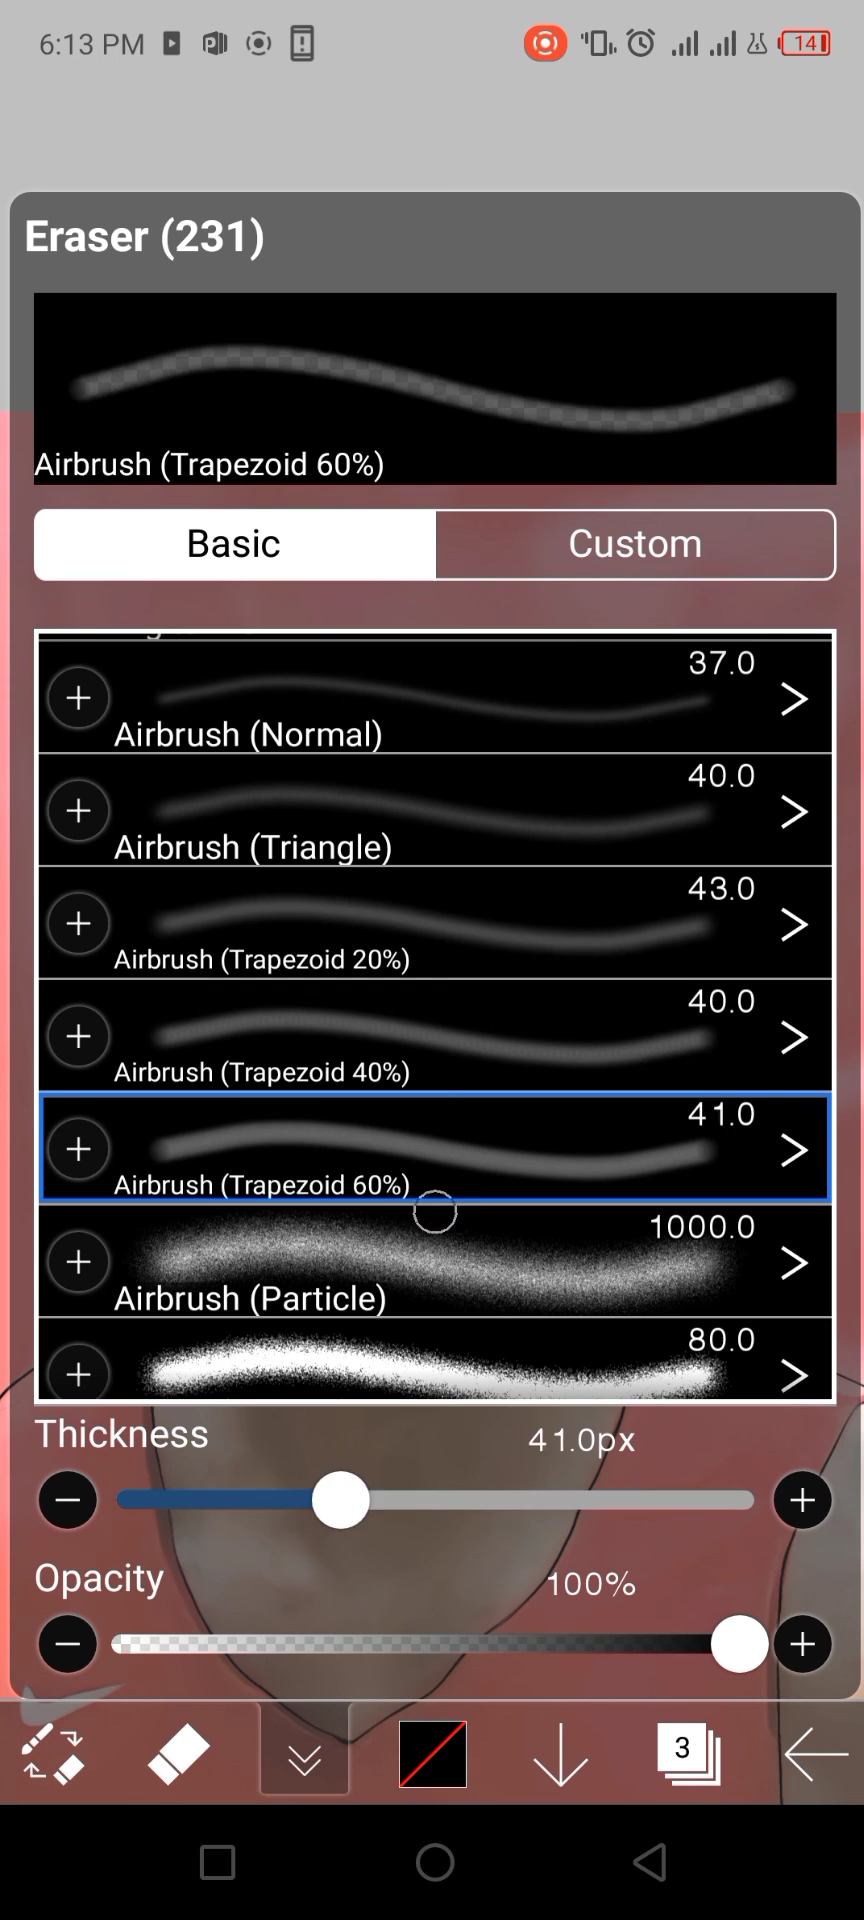 6:13 PM
14
Eraser (231)
Airbrush (Trapezoid 60%)
Basic
Custom
37.0
Airbrush (Normal)
40.0
Airbrush (Triangle)
43.0
Airbrush (Trapezoid 20%)
40.0
Airbrush (Trapezoid 40%)
41.0
Airbrush (Trapezoid 60%)
1000.0
Airbrush (Particle)
80.0
Thickness
41.0px
Opacity
100%
3